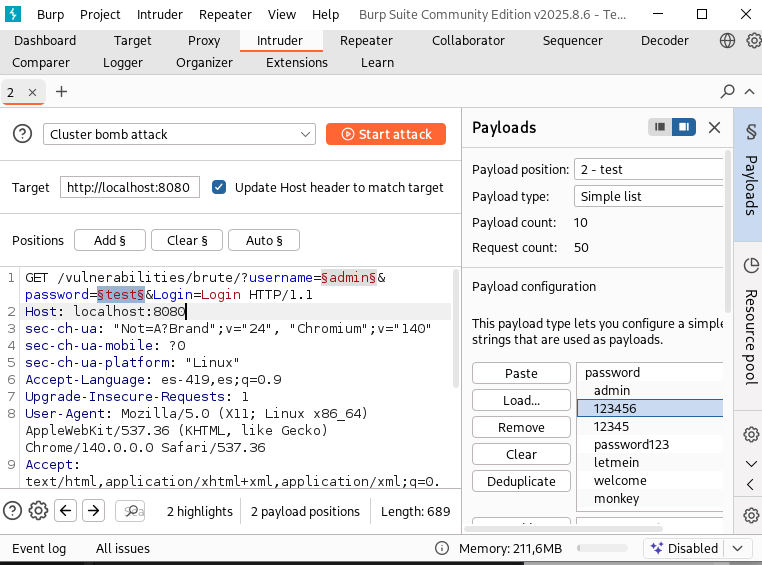 Burp Project Intruder Repeater View Help Burp Suite Community Edition v2025.8.6 - Te...
Dashboard Target Proxy Intruder Repeater Collaborator Sequencer Decoder
Comparer Logger Organizer Extensions Learn
2 × +
Cluster bomb attack Start attack
Target http://localhost:8080 Update Host header to match target
Positions Add § Clear § Auto §
1 GET /vulnerabilities/brute/?username=§admin§&
password=§test§&Login=Login HTTP/1.1
2 Host: localhost:8080
3 sec-ch-ua: "Not=A?Brand";v="24", "Chromium";v="140"
4 sec-ch-ua-mobile: ?0
5 sec-ch-ua-platform: "Linux"
6 Accept-Language: es-419,es;q=0.9
7 Upgrade-Insecure-Requests: 1
8 User-Agent: Mozilla/5.0 (X11; Linux x86_64)
AppleWebKit/537.36 (KHTML, like Gecko)
Chrome/140.0.0.0 Safari/537.36
9 Accept:
text/html,application/xhtml+xml,application/xml;q=0.
2 highlights 2 payload positions Length: 689
Payloads
Payload position: 2 - test
Payload type: Simple list
Payload count: 10
Request count: 50
Payload configuration
This payload type lets you configure a simple
strings that are used as payloads.
Paste
Load...
Remove
Clear
Deduplicate
password
admin
123456
12345
password123
letmein
welcome
monkey
§ Payloads
Resource pool
Event log All issues Memory: 211,6MB Disabled